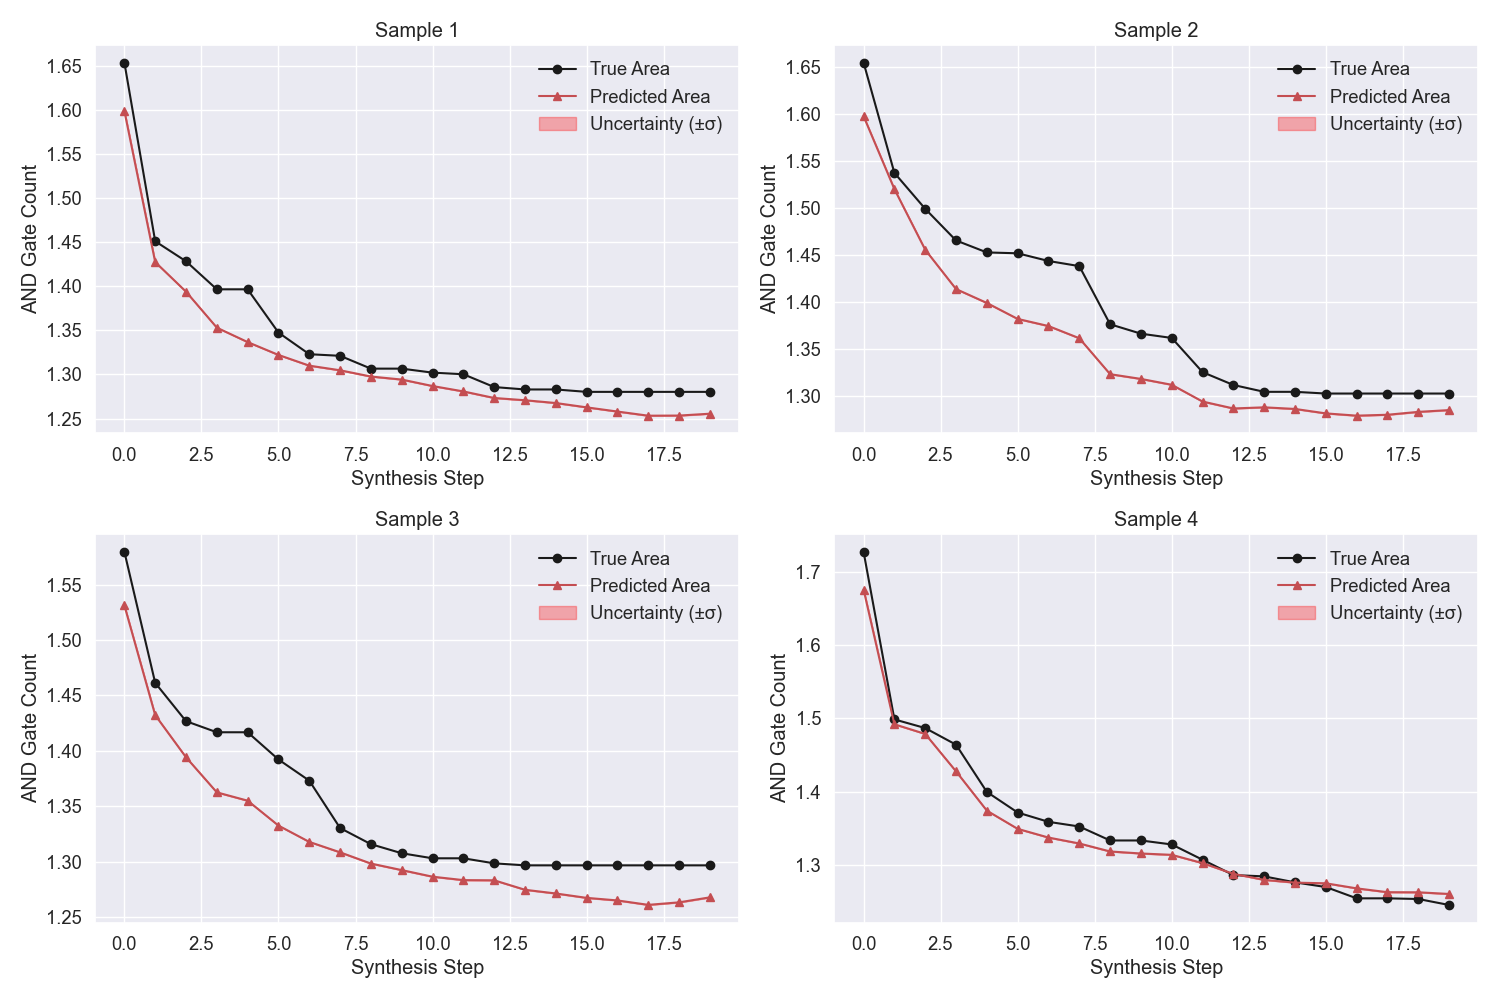 Sample 1
True Area
Predicted Area
Uncertainty (±σ)
AND Gate Count
1.65
1.60
1.55
1.50
1.45
1.40
1.35
1.30
1.25
0.0 2.5 5.0 7.5 10.0 12.5 15.0 17.5
Synthesis Step
Sample 2
True Area
Predicted Area
Uncertainty (±σ)
AND Gate Count
1.65
1.60
1.55
1.50
1.45
1.40
1.35
1.30
0.0 2.5 5.0 7.5 10.0 12.5 15.0 17.5
Synthesis Step
Sample 3
True Area
Predicted Area
Uncertainty (±σ)
AND Gate Count
1.55
1.50
1.45
1.40
1.35
1.30
1.25
0.0 2.5 5.0 7.5 10.0 12.5 15.0 17.5
Synthesis Step
Sample 4
True Area
Predicted Area
Uncertainty (±σ)
AND Gate Count
1.7
1.6
1.5
1.4
1.3
0.0 2.5 5.0 7.5 10.0 12.5 15.0 17.5
Synthesis Step